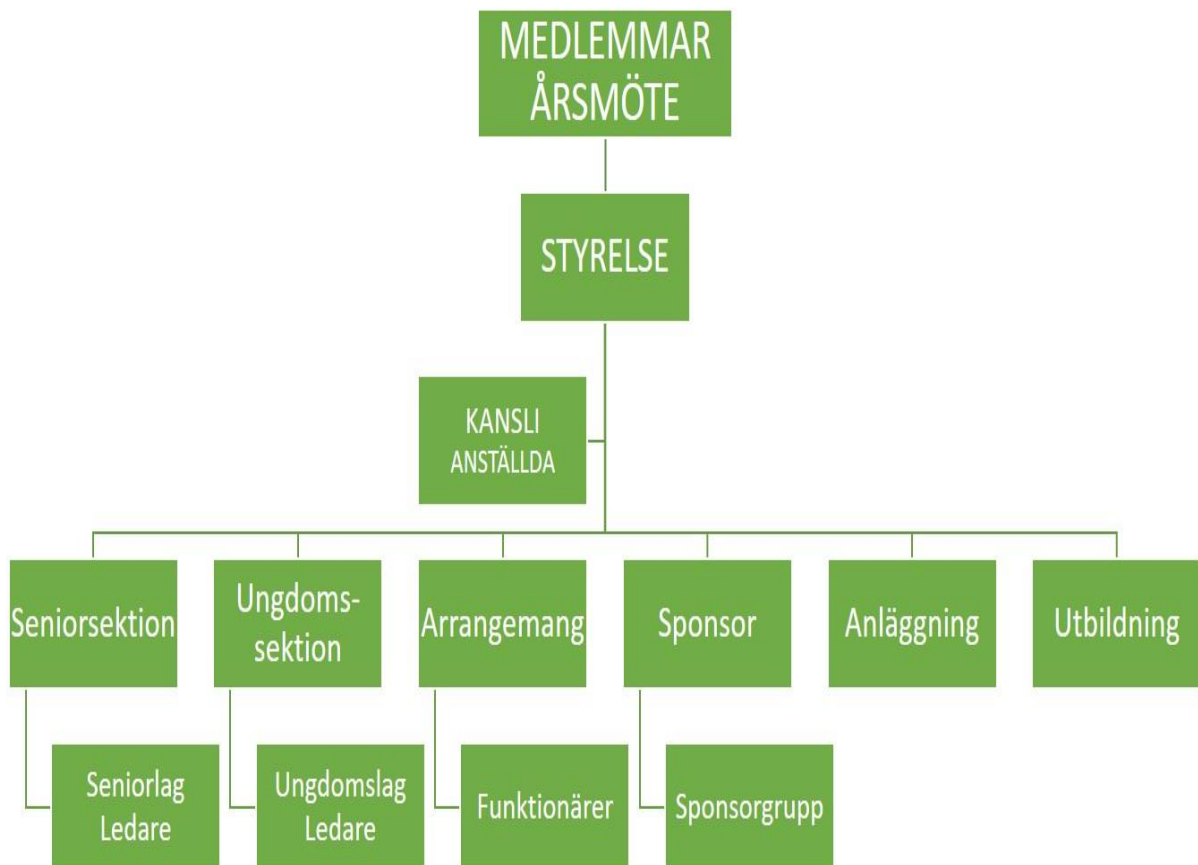 MEDLEMMAR
ÅRSMÖTE
STYRELSE
KANSLI
ANSTÄLLDA
Seniorsektion
Ungdoms-
sektion
Arrangemang
Sponsor
Anläggning
Utbildning
Seniorlag
Ledare
Ungdomslag
Ledare
Funktionärer
Sponsorgrupp